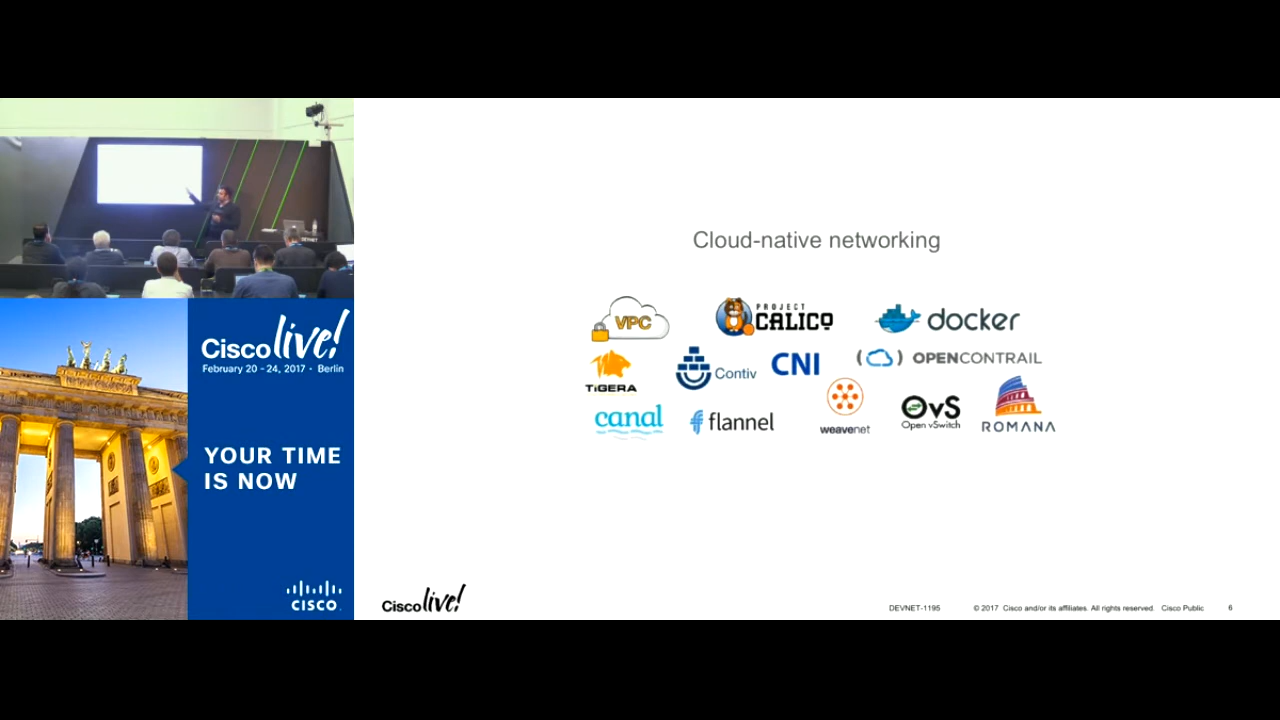 DEVNET
Cisco live!
February 20 - 24, 2017 • Berlin
YOUR TIME
IS NOW
CISCO
Cloud-native networking
VPC
PROJECT
CALICO
docker
TiGERA
Contiv
CNI
OPENCONTRAIL
canal
flannel
weavenet
OvS
Open vSwitch
ROMANA
Cisco live!
DEVNET-1195
© 2017 Cisco and/or its affiliates. All rights reserved. Cisco Public
6